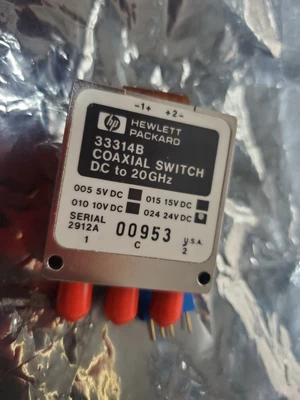 -1+ +2-
hp HEWLETT
PACKARD
33314B
COAXIAL SWITCH
DC to 20GHz
005 5V DC 015 15V DC
010 10V DC 024 24V DC
SERIAL
2912A 00953 U.S.A.
1 C 2